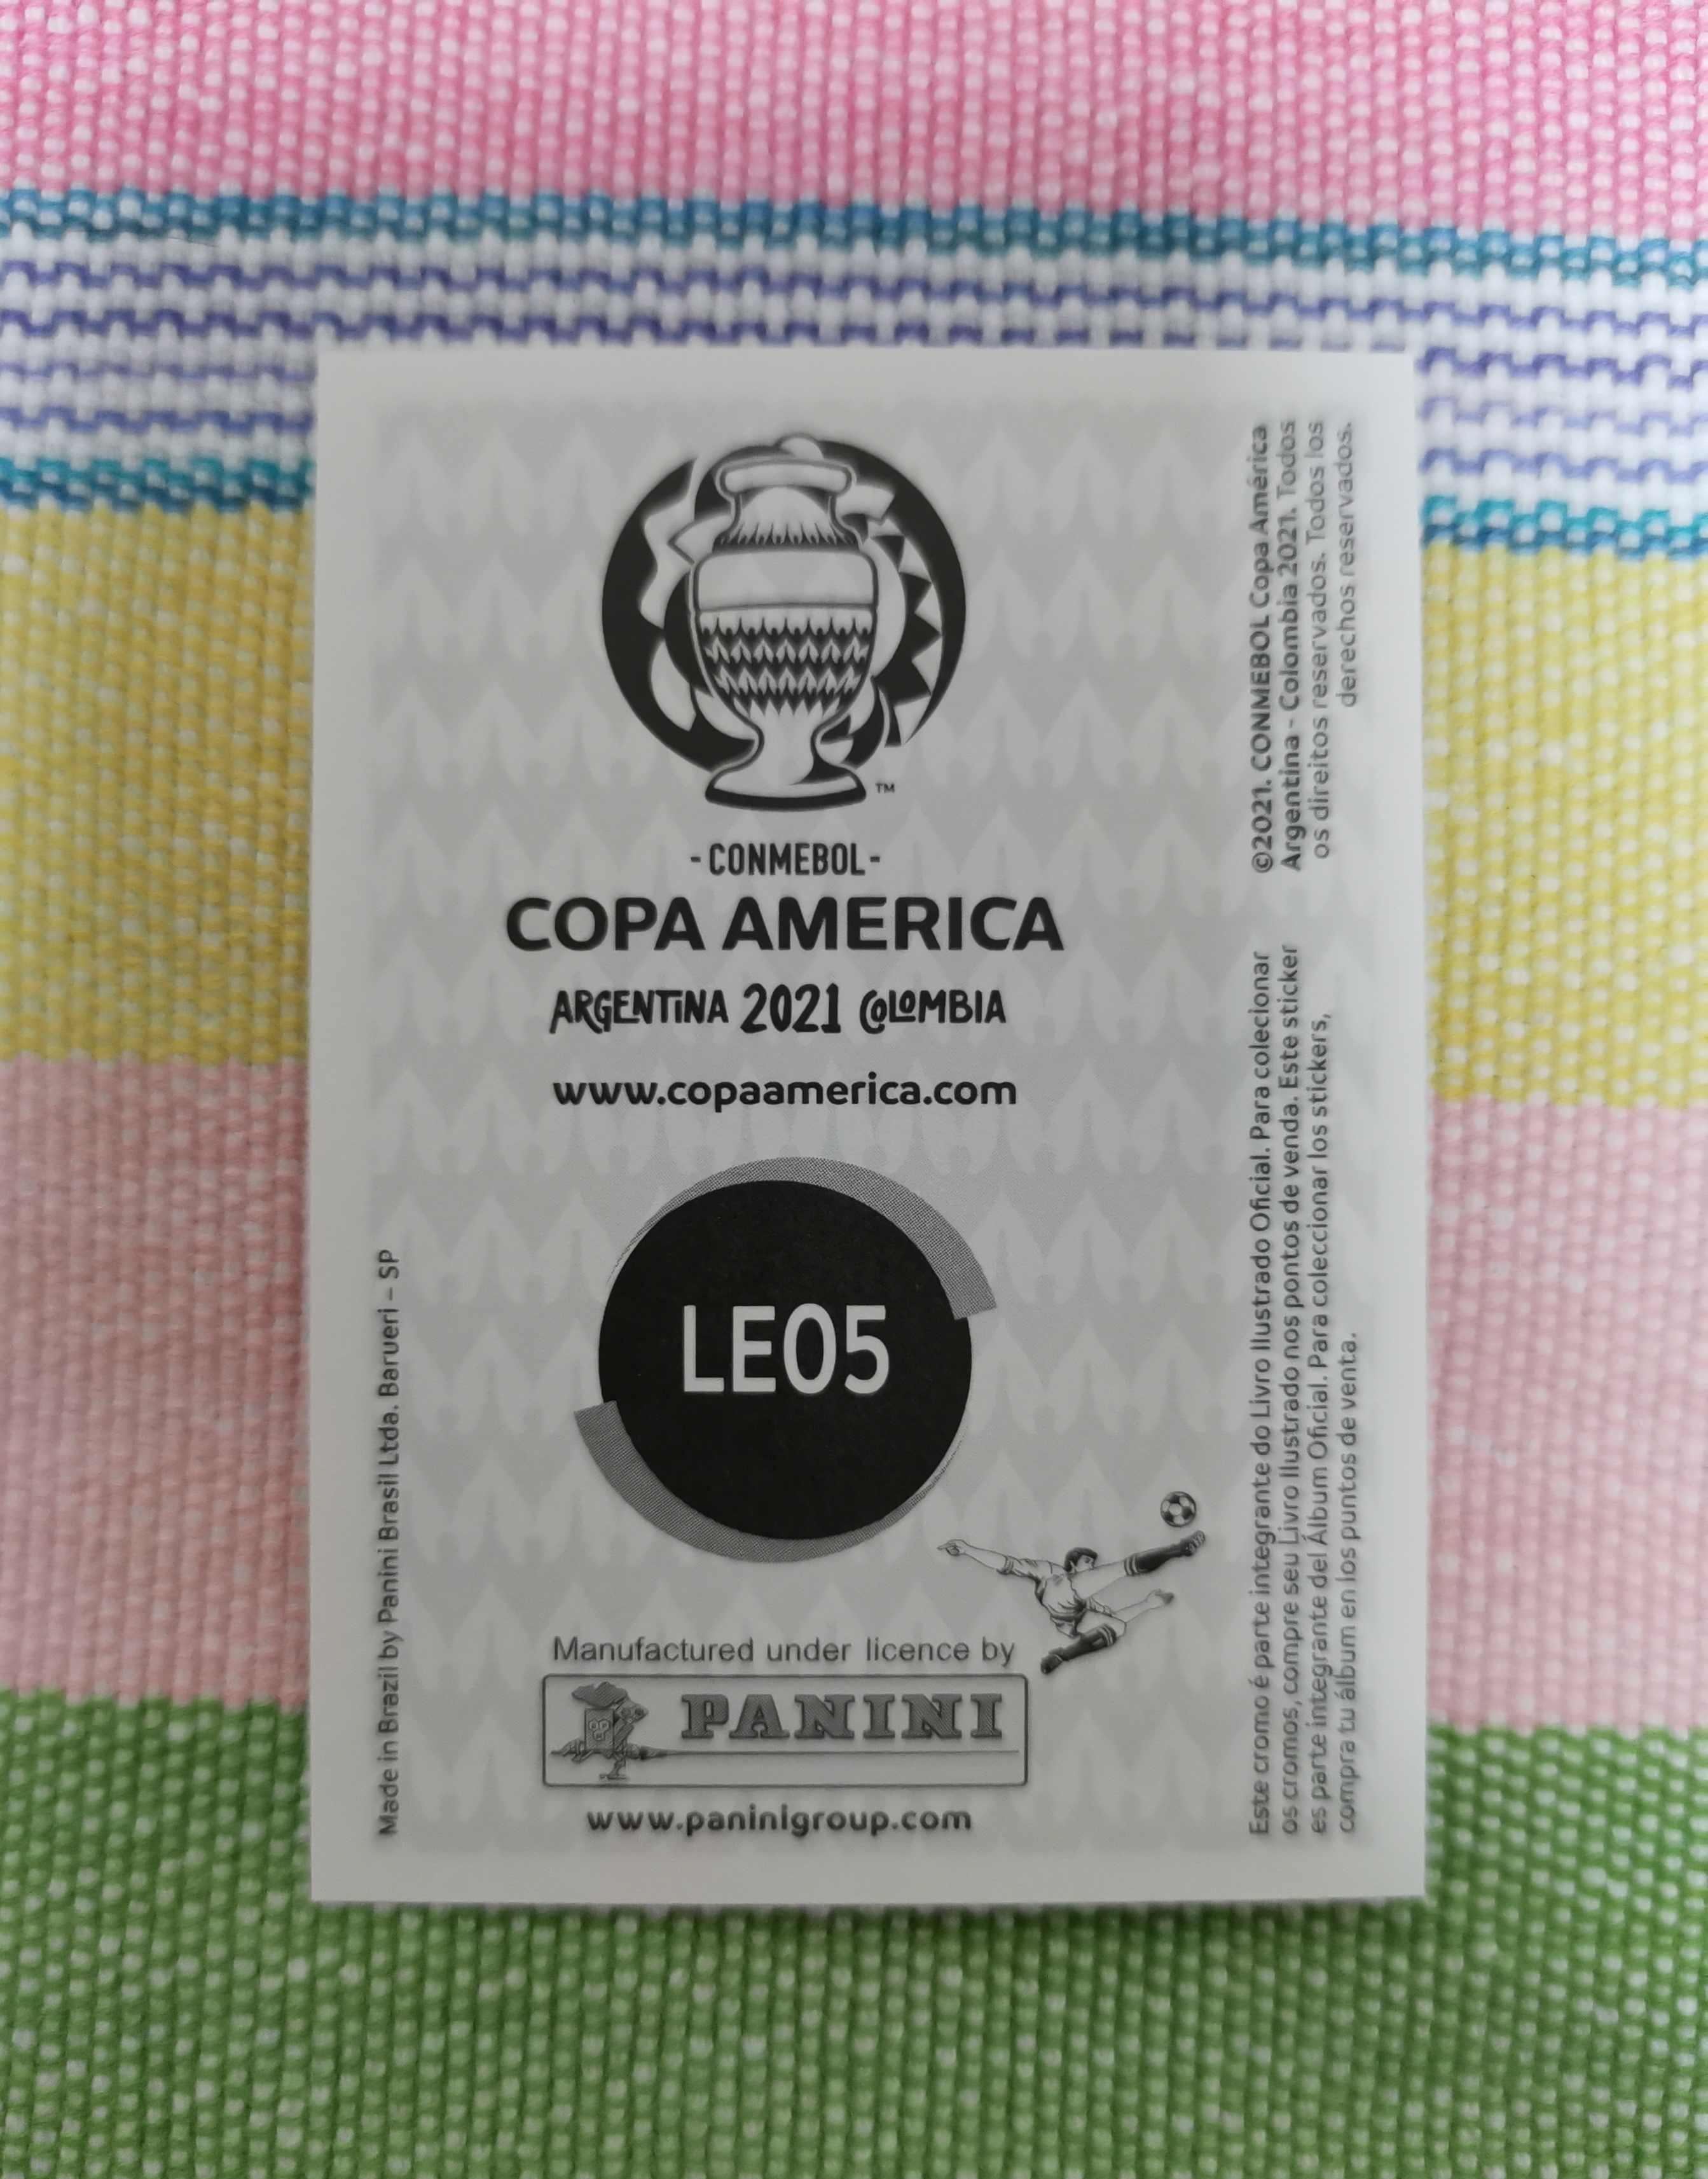 TM
- CONMEBOL -
COPA AMERICA
ARGENTINA 2021 COLOMBIA
www.copaamerica.com
LE05
Manufactured under licence by
PANINI
www.paninigroup.com
Made in Brazil by Panini Brasil Ltda. Barueri – SP
©2021. CONMEBOL Copa América
Argentina - Colombia 2021. Todos
os direitos reservados. Todos los
derechos reservados.
Este cromo é parte integrante do Livro Ilustrado Oficial. Para colecionar
os cromos, compre seu Livro Ilustrado nos pontos de venda. Este sticker
es parte integrante del Álbum Oficial. Para coleccionar los stickers,
compra tu álbum en los puntos de venta.